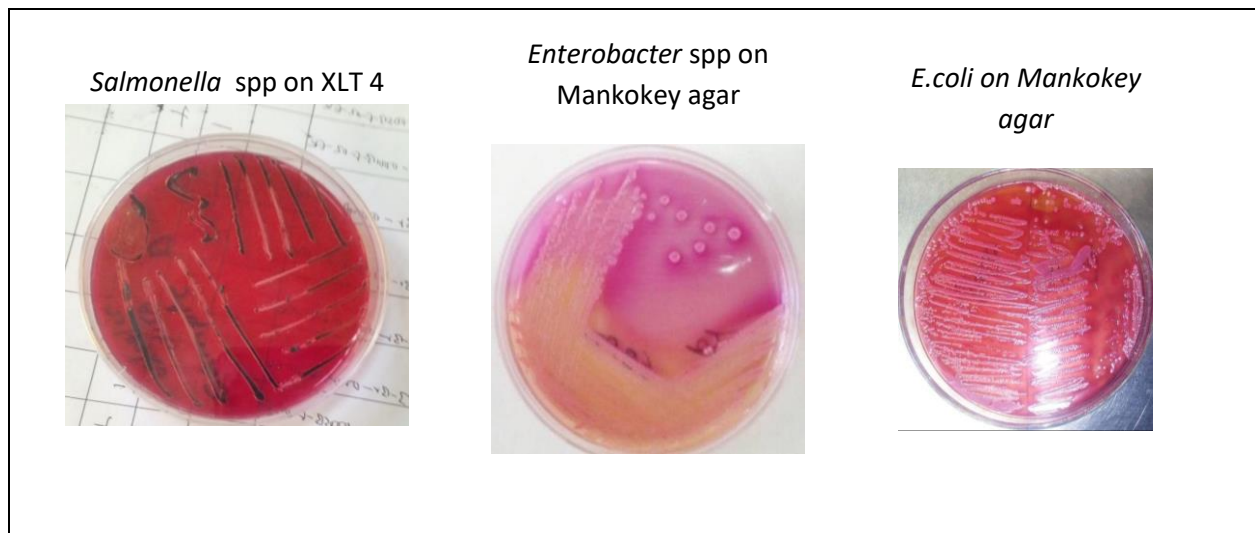 Salmonella spp on XLT 4
Enterobacter spp on
Mankokey agar
E.coli on Mankokey
agar